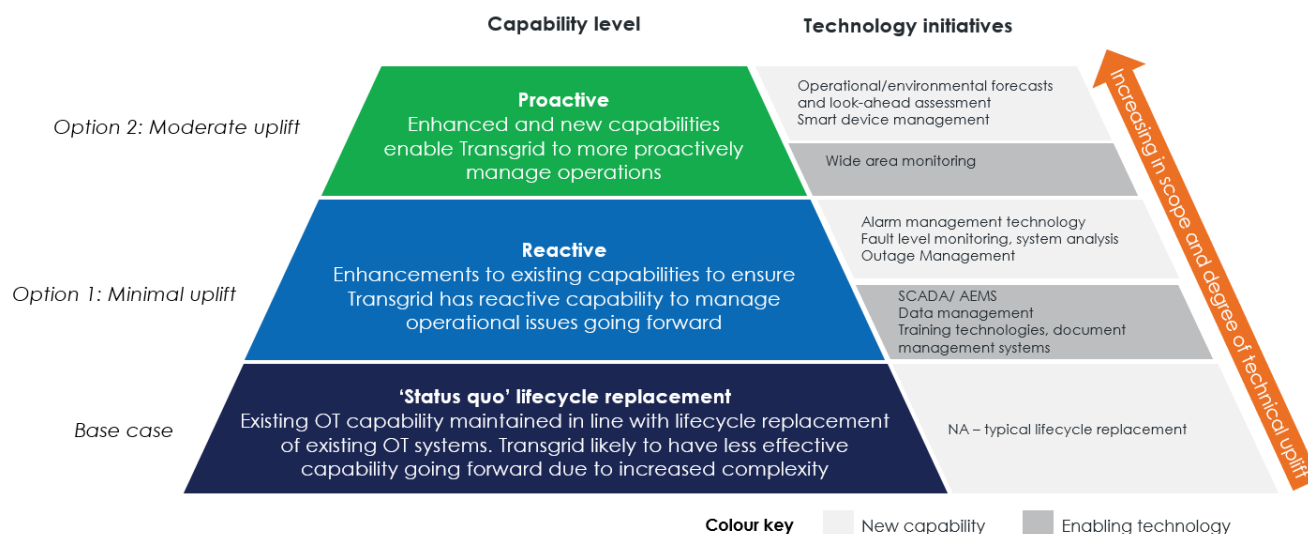 Capability level
Technology initiatives
Option 2: Moderate uplift
Proactive
Enhanced and new capabilities
enable Transgrid to more proactively
manage operations
Operational/environmental forecasts
and look-ahead assessment
Smart device management
Wide area monitoring
Option 1: Minimal uplift
Reactive
Enhancements to existing capabilities to ensure
Transgrid has reactive capability to manage
operational issues going forward
Alarm management technology
Fault level monitoring, system analysis
Outage Management
SCADA/ AEMS
Data management
Training technologies, document
management systems
Base case
‘Status quo’ lifecycle replacement
Existing OT capability maintained in line with lifecycle replacement
of existing OT systems. Transgrid likely to have less effective
capability going forward due to increased complexity
NA – typical lifecycle replacement
Increasing in scope and degree of technical uplift
Colour key
New capability
Enabling technology